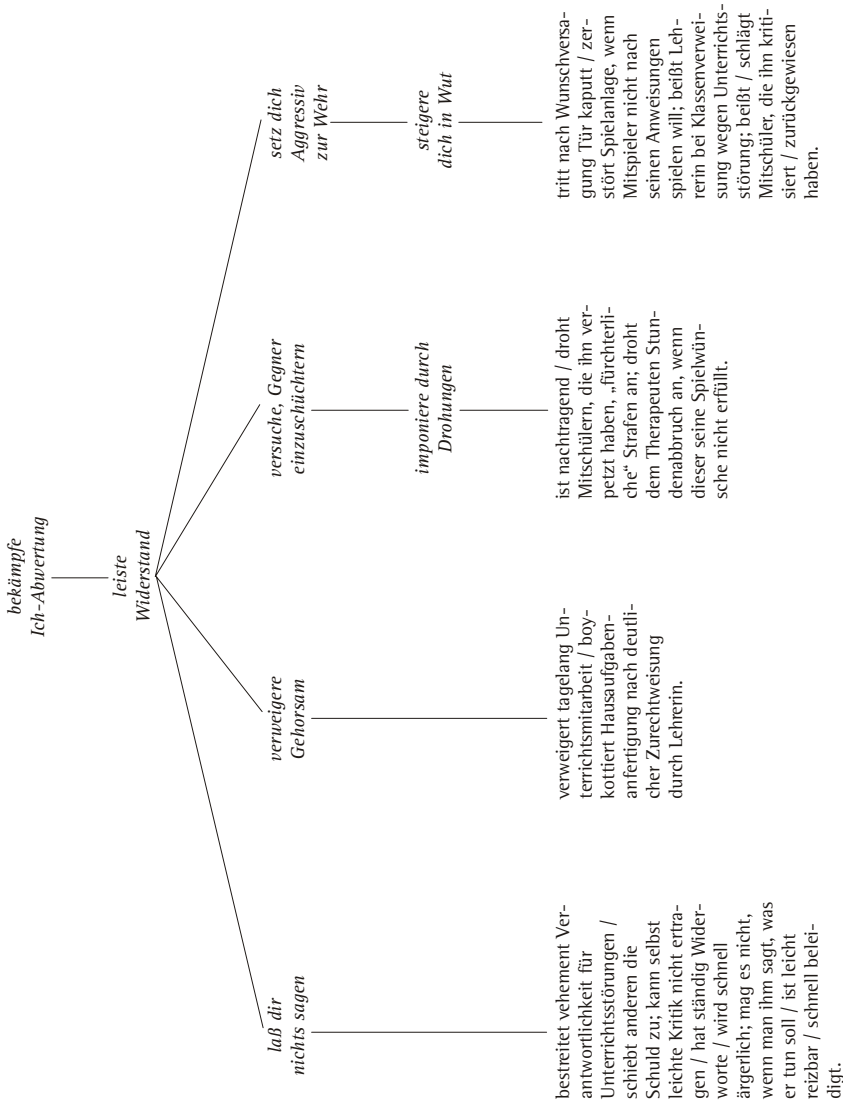 bekämpfe
Ich-Abwertung
leiste
Widerstand
laß dir
nichts sagen
verweigere
Gehorsam
versuche, Gegner
einzuschüchtern
setz dich
Aggressiv
zur Wehr
imponiere durch
Drohungen
steigere
dich in Wut
bestreitet vehement Ver-
antwortlichkeit für
Unterrichtsstörungen /
schiebt anderen die
Schuld zu; kann selbst
leichte Kritik nicht ertra-
gen / hat ständig Wider-
worte / wird schnell
ärgerlich; mag es nicht,
wenn man ihm sagt, was
er tun soll / ist leicht
reizbar / schnell belei-
digt.
verweigert tagelang Un-
terrichtsmitarbeit / boy-
kottiert Hausaufgaben-
anfertigung nach deutli-
cher Zurechtweisung
durch Lehrerin.
ist nachtragend / droht
Mitschülern, die ihn ver-
petzt haben, „fürchterli-
che“ Strafen an; droht
dem Therapeuten Stun-
denabbruch an, wenn
dieser seine Spielwün-
sche nicht erfüllt.
tritt nach Wunschversa-
gung Tür kaputt / zer-
stört Spielanlage, wenn
Mitspieler nicht nach
seinen Anweisungen
spielen will; beißt Leh-
rerin bei Klassenverwei-
sung wegen Unterrichts-
störung; beißt / schlägt
Mitschüler, die ihn kriti-
siert / zurückgewiesen
haben.